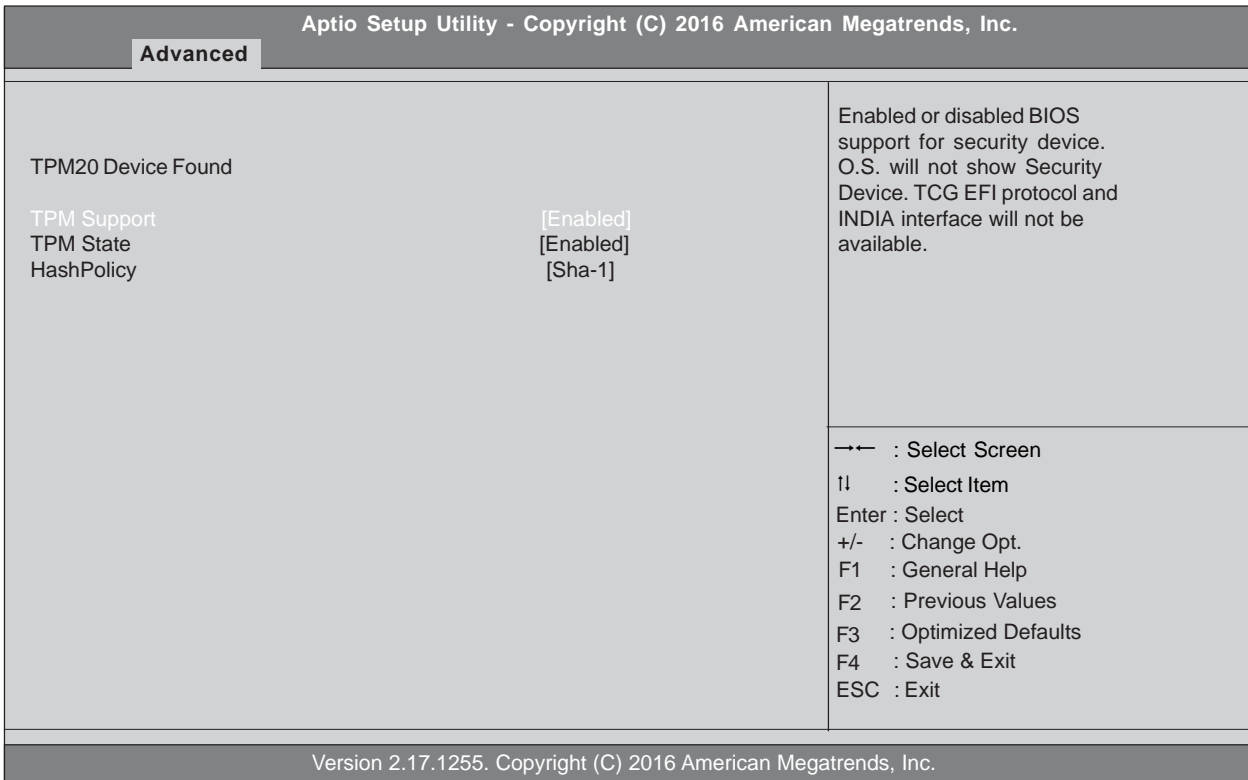 Aptio Setup Utility - Copyright (C) 2016 American Megatrends, Inc.
Advanced
TPM20 Device Found
TPM Support [Enabled]
TPM State [Enabled]
HashPolicy [Sha-1]
Enabled or disabled BIOS
support for security device.
O.S. will not show Security
Device. TCG EFI protocol and
INDIA interface will not be
available.
→← : Select Screen
↑↓ : Select Item
Enter : Select
+/- : Change Opt.
F1 : General Help
F2 : Previous Values
F3 : Optimized Defaults
F4 : Save & Exit
ESC : Exit
Version 2.17.1255. Copyright (C) 2016 American Megatrends, Inc.